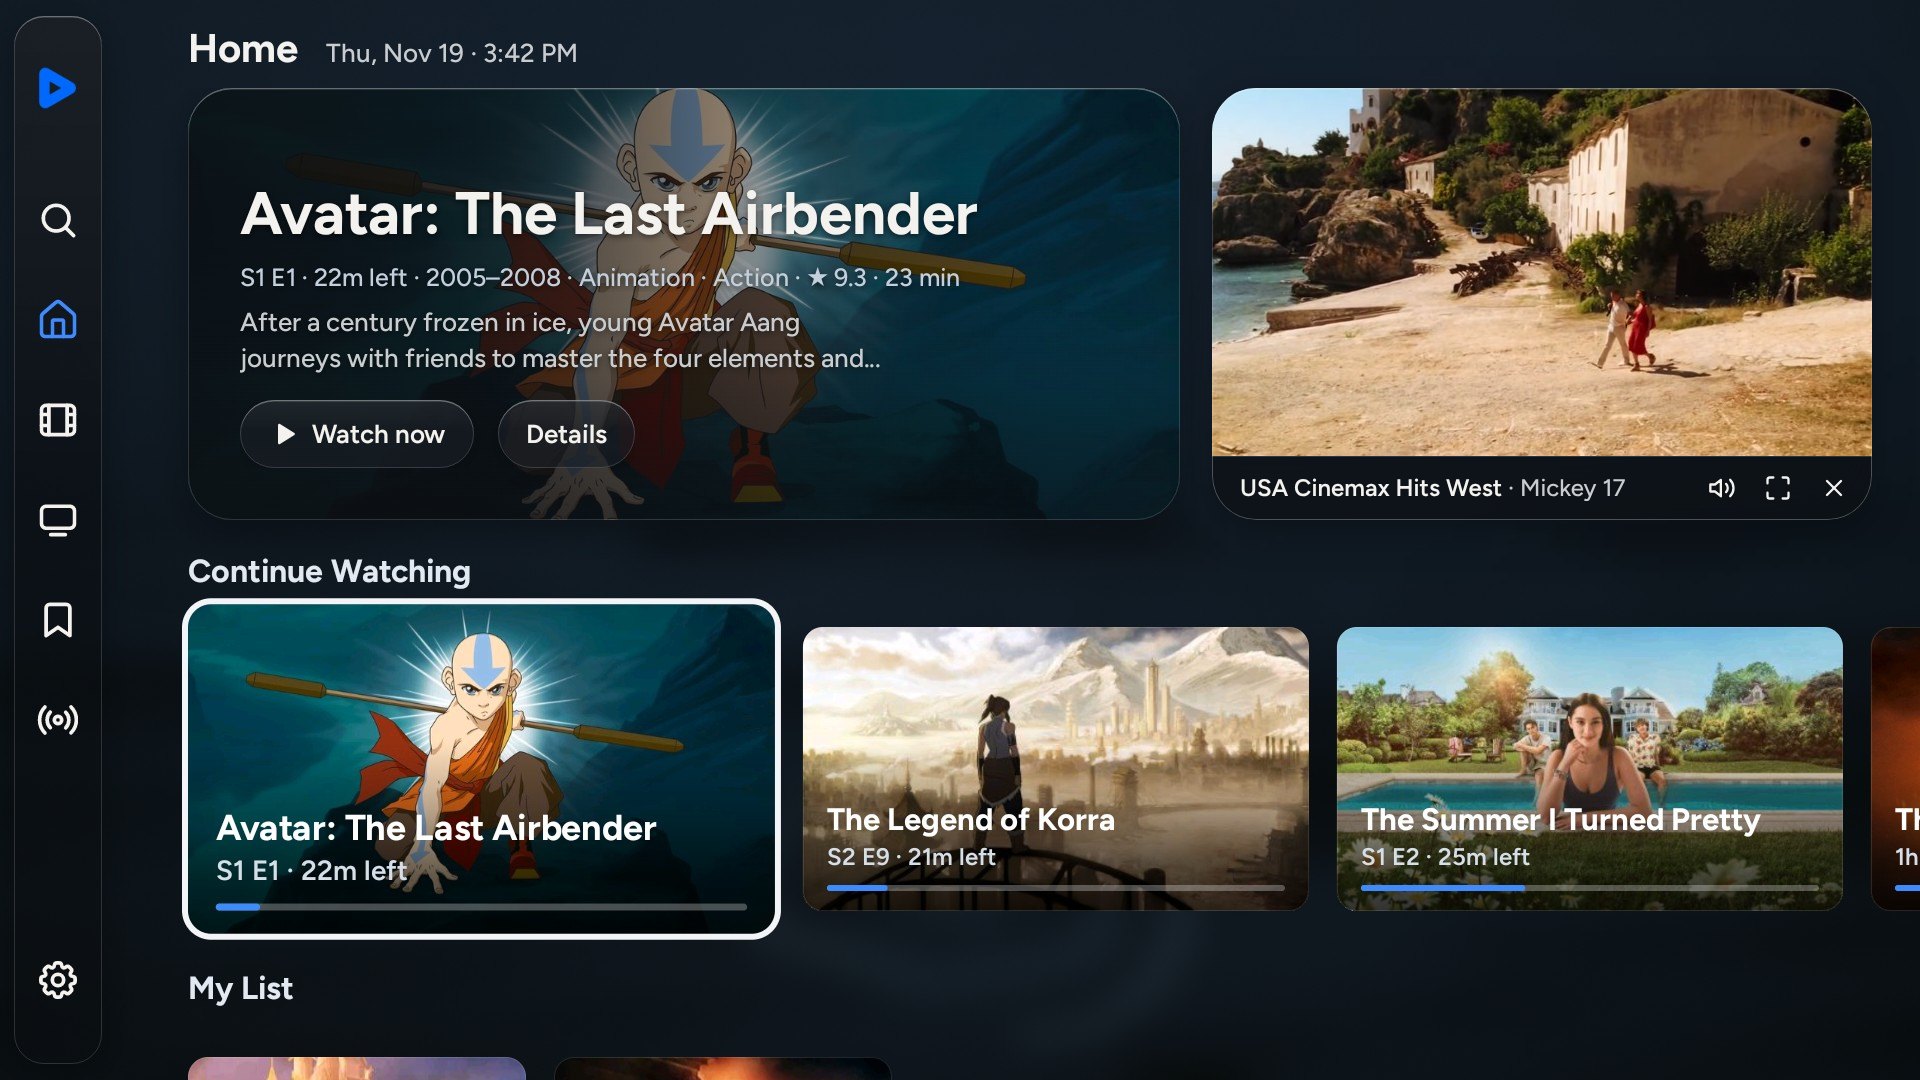 Home
Thu, Nov 19 · 3:42 PM
Avatar: The Last Airbender
S1 E1 · 22m left · 2005–2008 · Animation · Action · ★ 9.3 · 23 min
After a century frozen in ice, young Avatar Aang
journeys with friends to master the four elements and...
Watch now
Details
USA Cinemax Hits West · Mickey 17
Continue Watching
Avatar: The Last Airbender
S1 E1 · 22m left
The Legend of Korra
S2 E9 · 21m left
The Summer I Turned Pretty
S1 E2 · 25m left
1h
My List